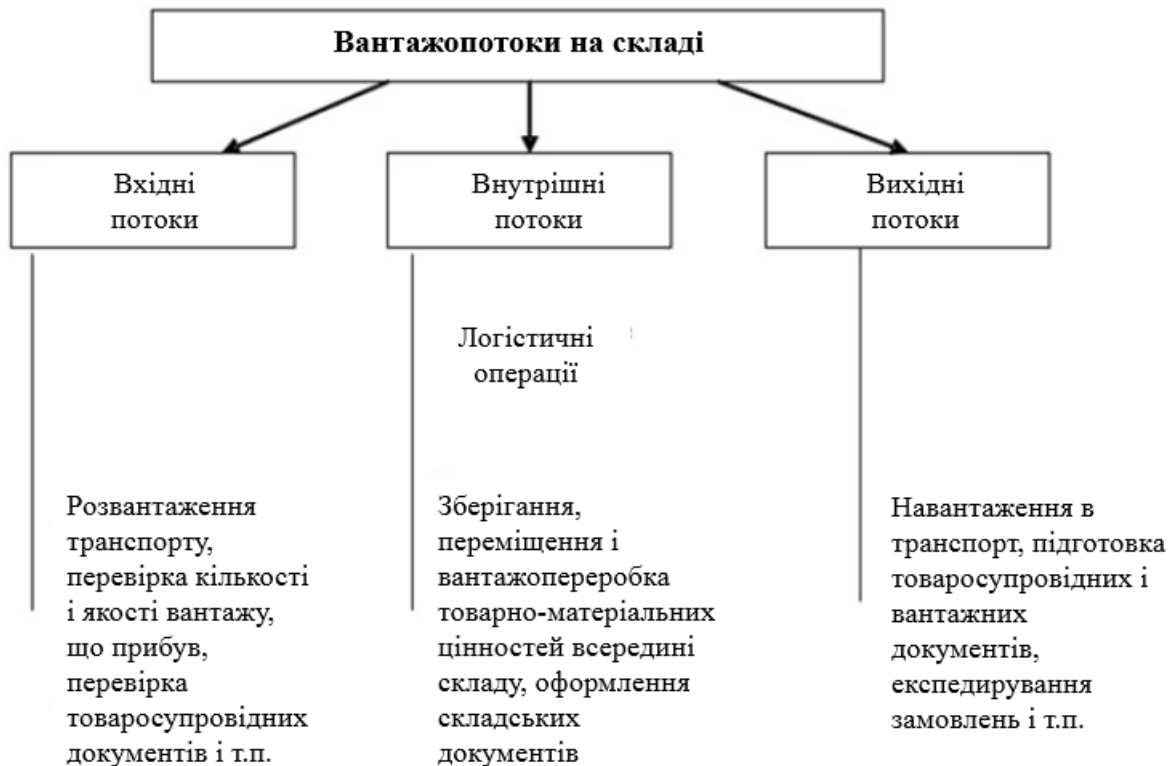 Вантажопотоки на складі
Вхідні
потоки
Внутрішні
потоки
Вихідні
потоки
Логістичні
операції
Розвантаження
транспорту,
перевірка кількості
і якості вантажу,
що прибув,
перевірка
товаросупровідних
документів і т.п.
Зберігання,
переміщення і
вантажопереробка
товарно-матеріальних
цінностей всередині
складу, оформлення
складських
документів
Навантаження в
транспорт, підготовка
товаросупровідних і
вантажних
документів,
експедирування
замовлень і т.п.